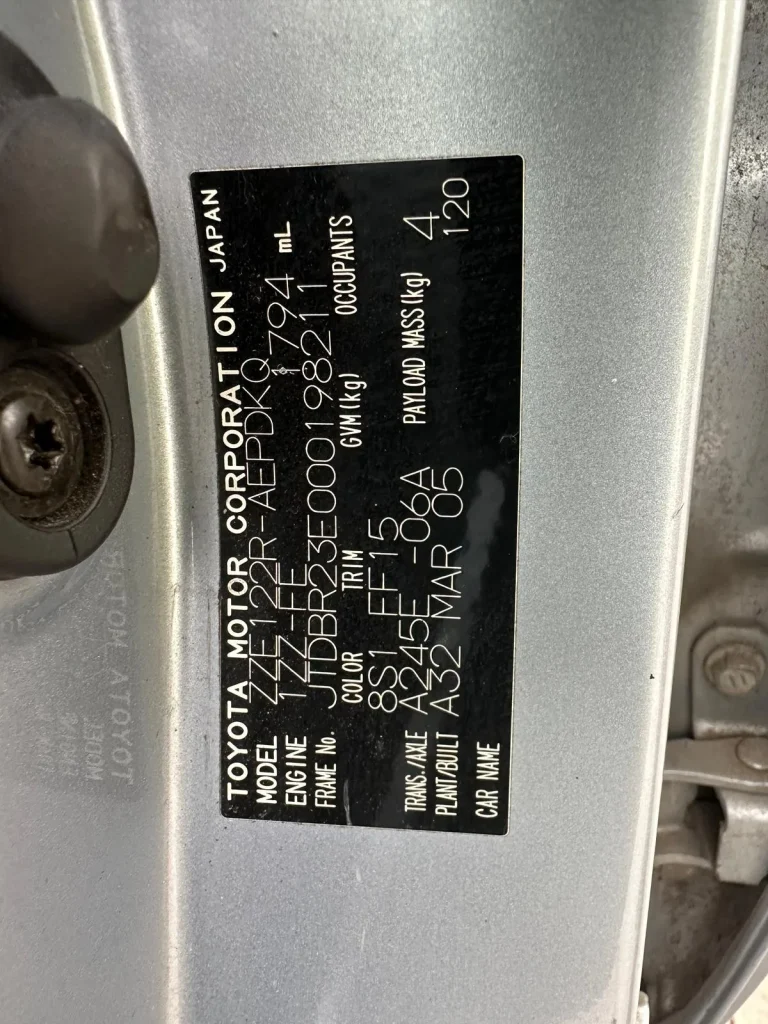 TOYOTA MOTOR CORPORATION JAPAN
MODEL ZZE122R-AEPDKQ
ENGINE 1ZZ-FE 1794 mL
FRAME No. JTDBR23E000198211
COLOR TRIM GVM(kg) OCCUPANTS
8S1 FF15
TRANS./AXLE A245E -06A PAYLOAD MASS(kg) 4
PLANT/BUILT A32 MAR 05 120
CAR NAME